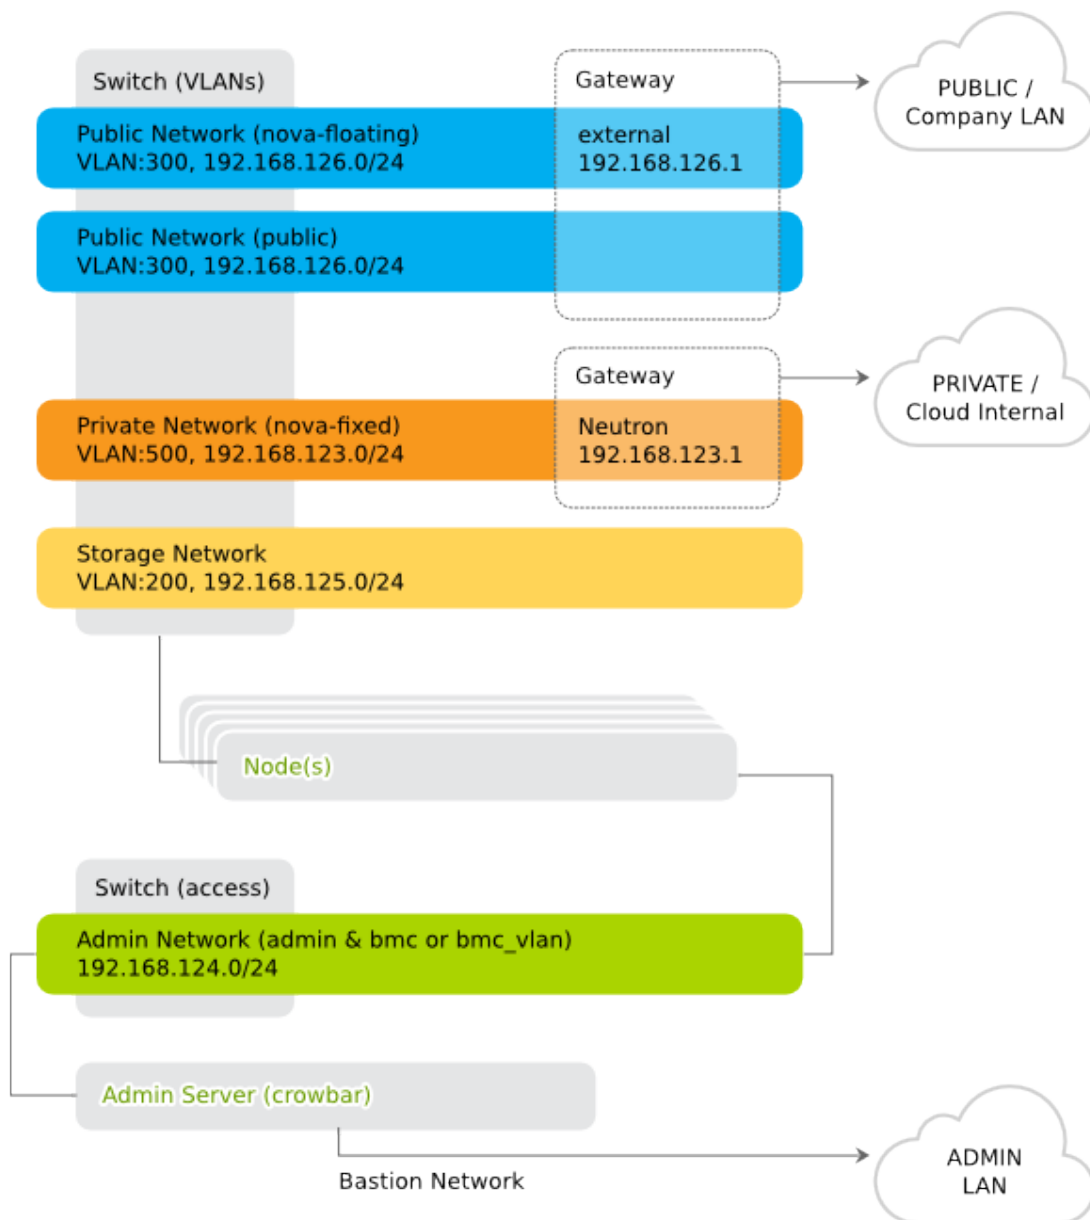 Switch (VLANs)
Gateway
PUBLIC /
Company LAN
Public Network (nova-floating)
VLAN:300, 192.168.126.0/24
external
192.168.126.1
Public Network (public)
VLAN:300, 192.168.126.0/24
Gateway
PRIVATE /
Cloud Internal
Private Network (nova-fixed)
VLAN:500, 192.168.123.0/24
Neutron
192.168.123.1
Storage Network
VLAN:200, 192.168.125.0/24
Node(s)
Switch (access)
Admin Network (admin & bmc or bmc_vlan)
192.168.124.0/24
Admin Server (crowbar)
Bastion Network
ADMIN
LAN